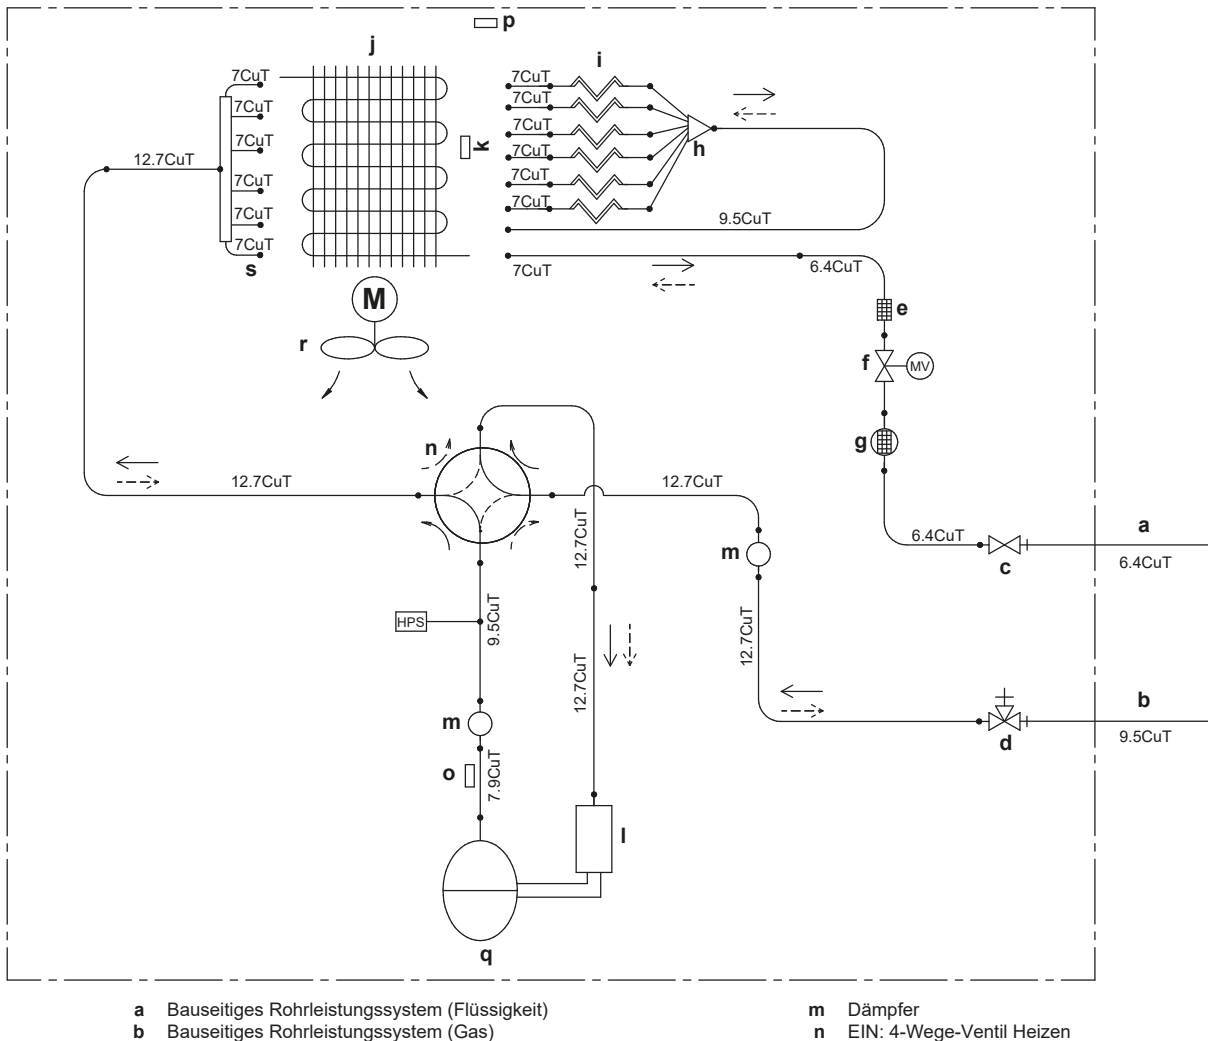 p
j
i
7CuT
7CuT
7CuT
7CuT
7CuT
7CuT
7CuT
k
h
12.7CuT
7CuT
7CuT
7CuT
7CuT
7CuT
7CuT
9.5CuT
7CuT
s
7CuT
6.4CuT
M
e
r
f
MV
n
g
12.7CuT
12.7CuT
a
6.4CuT
12.7CuT
m
c
6.4CuT
HPS
9.5CuT
12.7CuT
12.7CuT
b
m
d
9.5CuT
o
7.9CuT
l
q
a Bauseitiges Rohrleistungssystem (Flüssigkeit)
b Bauseitiges Rohrleistungssystem (Gas)
m Dämpfer
n EIN: 4-Wege-Ventil Heizen